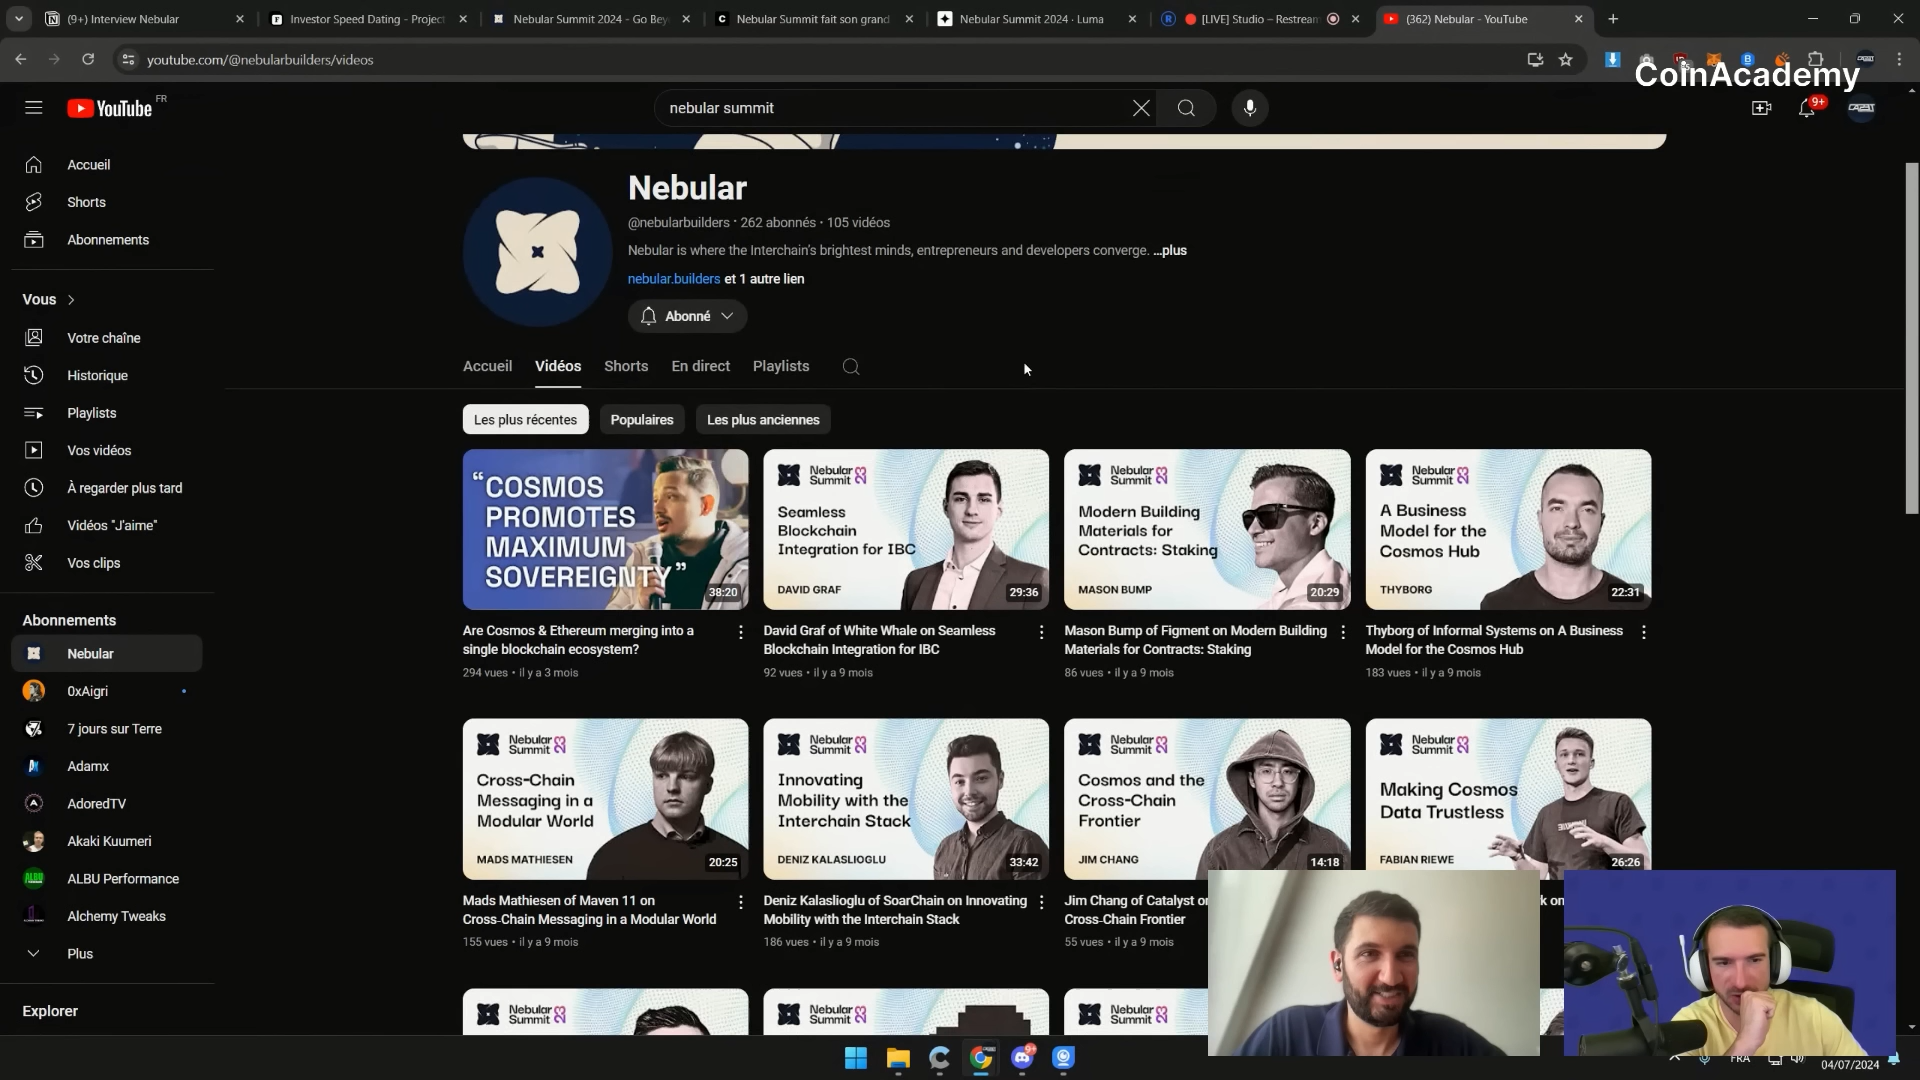 (9+) Interview Nebular
Investor Speed Dating - Project
Nebular Summit 2024 - Go Bey
Nebular Summit fait son grand
Nebular Summit 2024 · Luma
[LIVE] Studio – Restream
(362) Nebular - YouTube
youtube.com/@nebularbuilders/videos
CoinAcademy
YouTube FR
nebular summit
9+
Accueil
Shorts
Abonnements
Vous
Votre chaîne
Historique
Playlists
Vos vidéos
À regarder plus tard
Vidéos "J'aime"
Vos clips
Abonnements
Nebular
0xAigri
7 jours sur Terre
Adamx
AdoredTV
Akaki Kuumeri
ALBU Performance
Alchemy Tweaks
Plus
Explorer
Nebular
@nebularbuilders · 262 abonnés · 105 vidéos
Nebular is where the Interchain's brightest minds, entrepreneurs and developers converge. ...plus
nebular.builders et 1 autre lien
Abonné
Accueil
Vidéos
Shorts
En direct
Playlists
Les plus récentes
Populaires
Les plus anciennes
“COSMOS
PROMOTES
MAXIMUM
SOVEREIGNTY”
38:20
Are Cosmos & Ethereum merging into a
single blockchain ecosystem?
294 vues • il y a 3 mois
Nebular
Summit 23
Seamless
Blockchain
Integration for IBC
DAVID GRAF
29:36
David Graf of White Whale on Seamless
Blockchain Integration for IBC
92 vues • il y a 9 mois
Nebular
Summit 23
Modern Building
Materials for
Contracts: Staking
MASON BUMP
20:29
Mason Bump of Figment on Modern Building
Materials for Contracts: Staking
86 vues • il y a 9 mois
Nebular
Summit 23
A Business
Model for the
Cosmos Hub
THYBORG
22:31
Thyborg of Informal Systems on A Business
Model for the Cosmos Hub
183 vues • il y a 9 mois
Nebular
Summit 23
Cross-Chain
Messaging in a
Modular World
MADS MATHIESEN
20:25
Mads Mathiesen of Maven 11 on
Cross-Chain Messaging in a Modular World
155 vues • il y a 9 mois
Nebular
Summit 23
Innovating
Mobility with the
Interchain Stack
DENIZ KALASLIOGLU
33:42
Deniz Kalaslioglu of SoarChain on Innovating
Mobility with the Interchain Stack
186 vues • il y a 9 mois
Nebular
Summit 23
Cosmos and the
Cross-Chain
Frontier
JIM CHANG
14:18
Jim Chang of Catalyst on
Cross-Chain Frontier
55 vues • il y a 9 mois
Nebular
Summit 23
Making Cosmos
Data Trustless
FABIAN RIEWE
26:26
Nebular
Summit 23
Nebular
Summit 23
Nebular
9+
FRA
04/07/2024